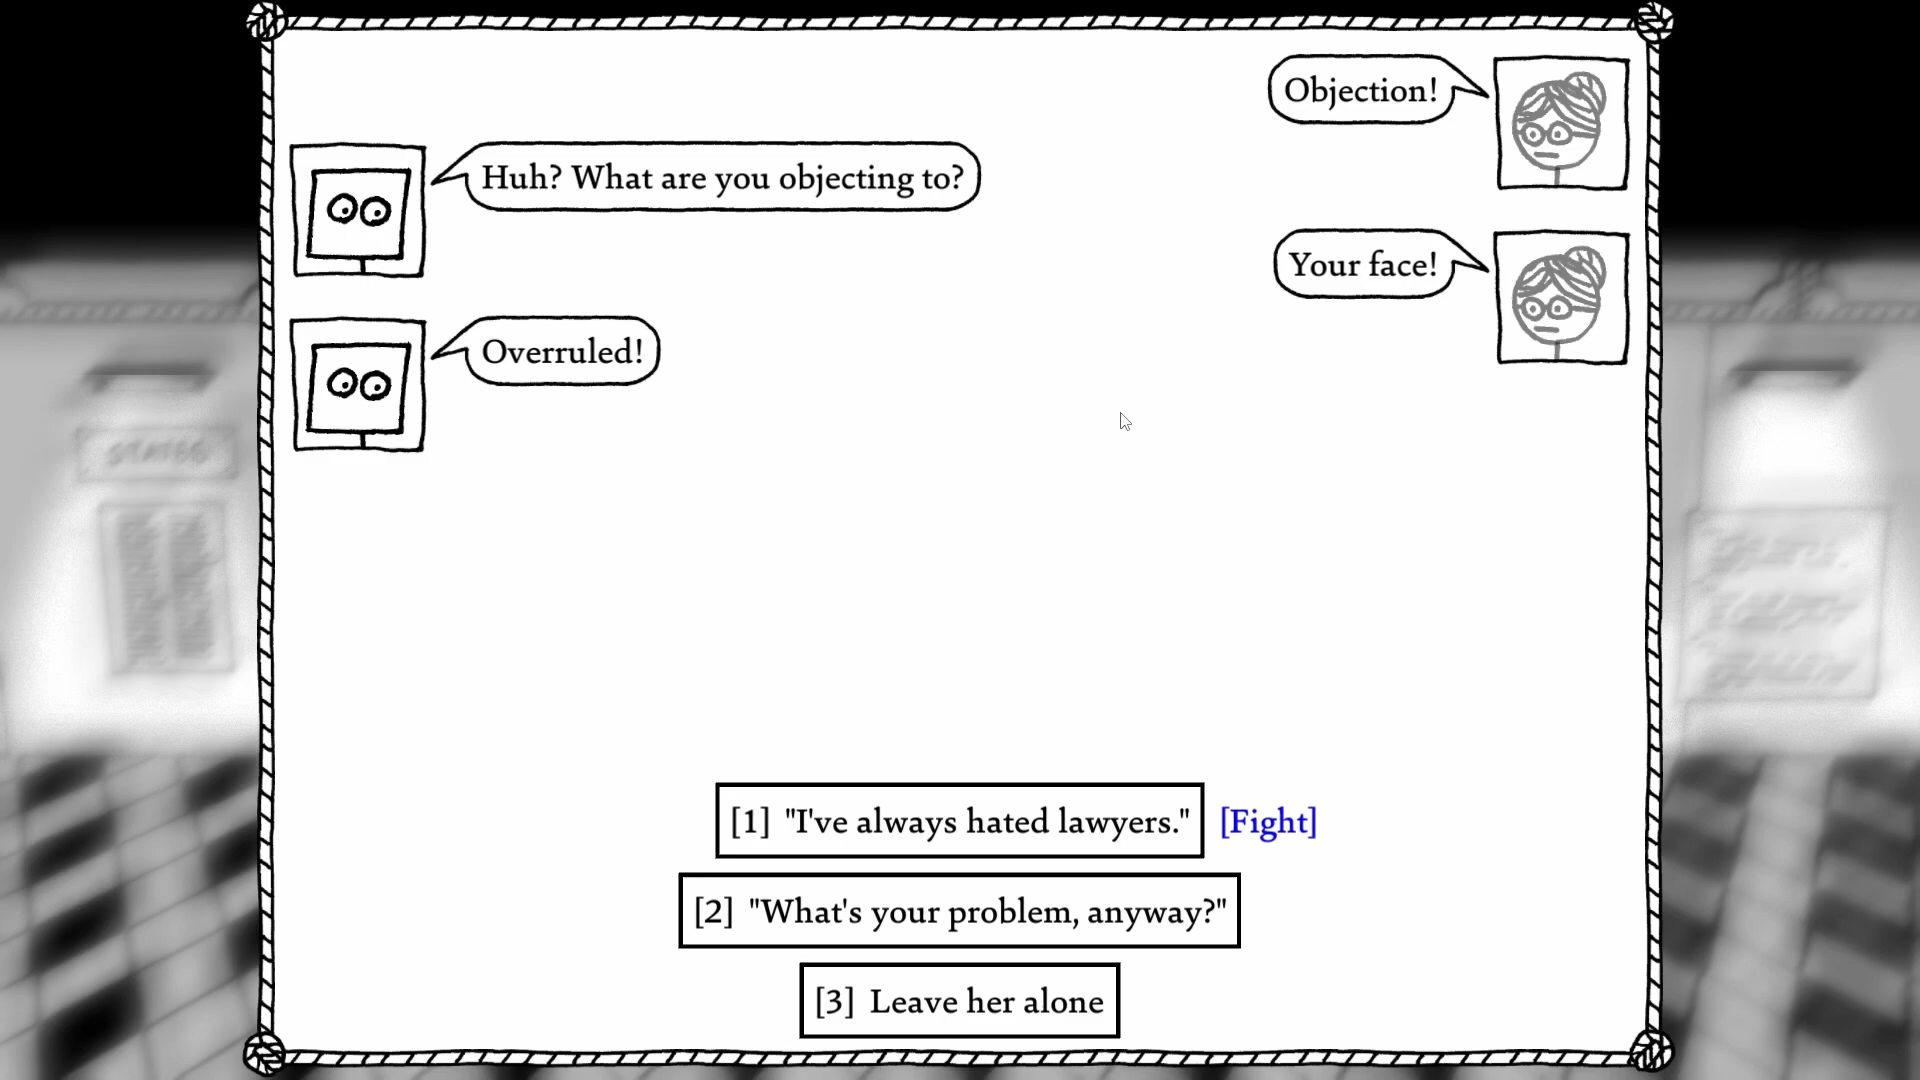 Objection!
Huh? What are you objecting to?
Your face!
Overruled!
STATES
[1] "I've always hated lawyers." [Fight]
[2] "What's your problem, anyway?"
[3] Leave her alone